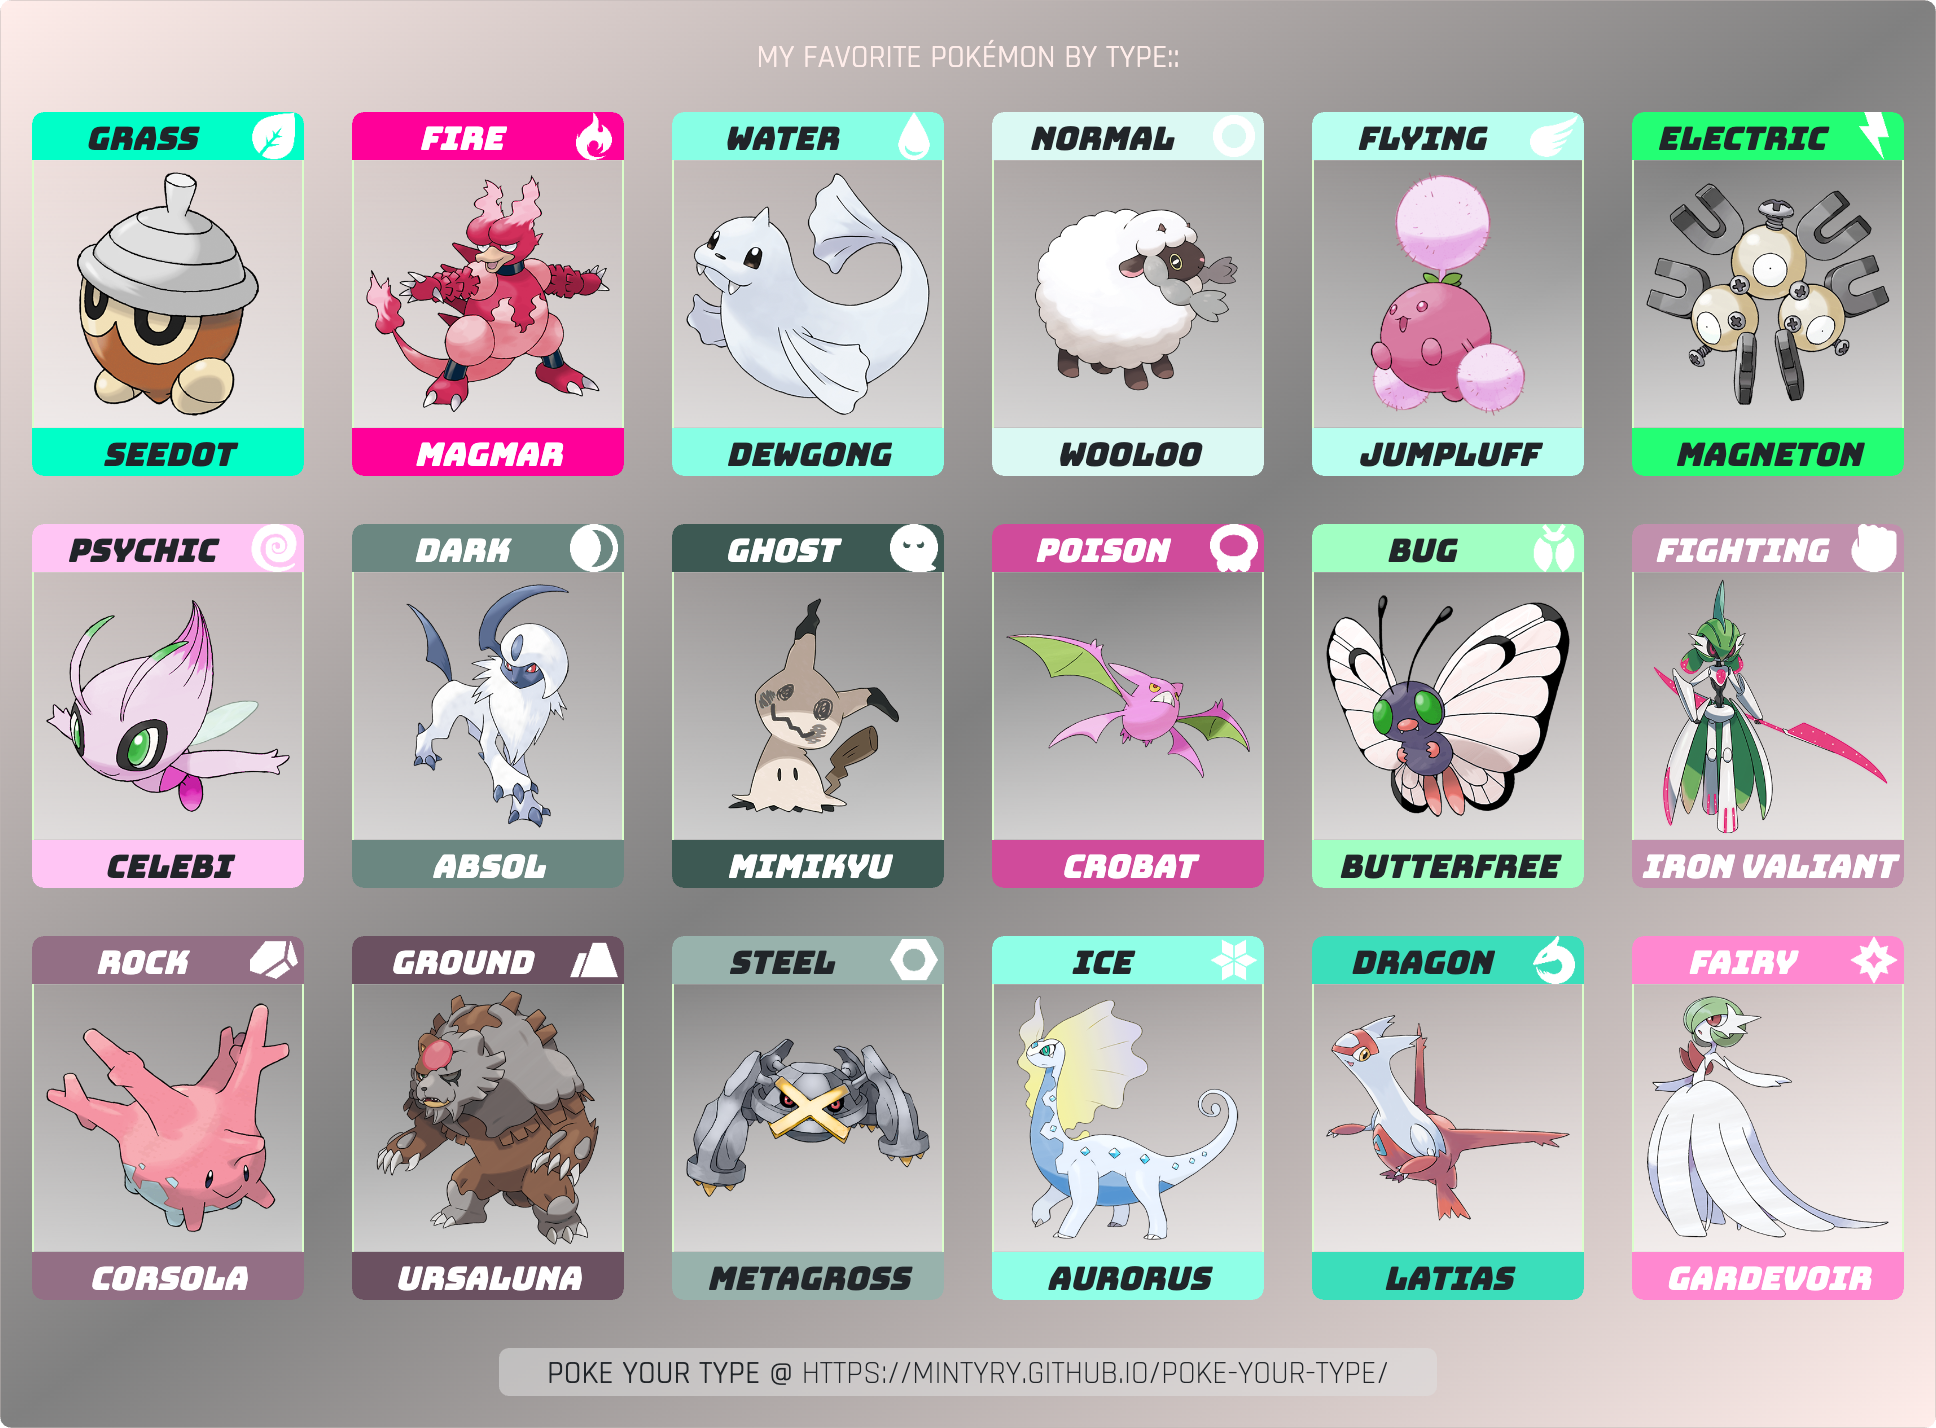 MY FAVORITE POKÉMON BY TYPE::
GRASS
FIRE
WATER
NORMAL
FLYING
ELECTRIC
SEEDOT
MAGMAR
DEWGONG
WOOLOO
JUMPLUFF
MAGNETON
PSYCHIC
DARK
GHOST
POISON
BUG
FIGHTING
CELEBI
ABSOL
MIMIKYU
CROBAT
BUTTERFREE
IRON VALIANT
ROCK
GROUND
STEEL
ICE
DRAGON
FAIRY
CORSOLA
URSALUNA
METAGROSS
AURORUS
LATIAS
GARDEVOIR
POKE YOUR TYPE @ HTTPS://MINTYRY.GITHUB.IO/POKE-YOUR-TYPE/